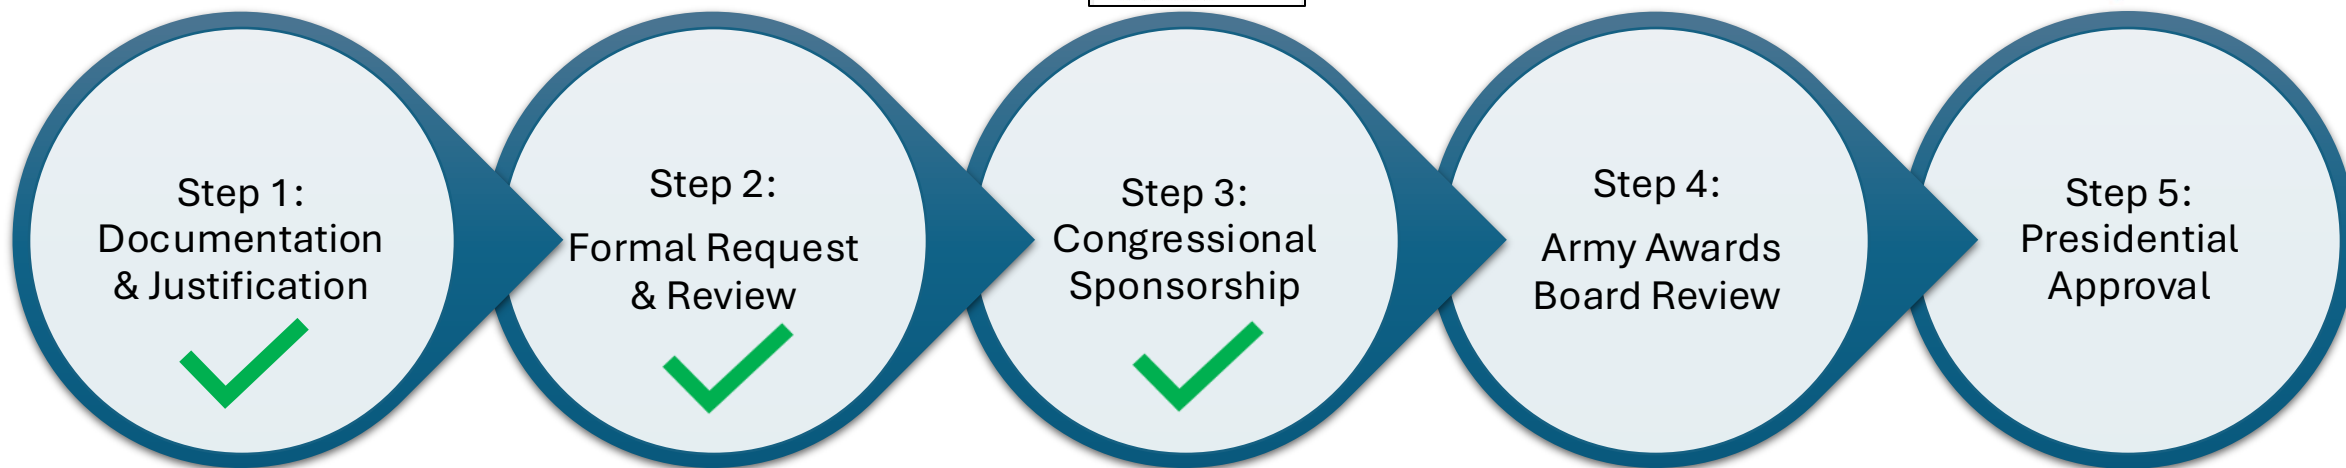 Step 1:
Documentation
& Justification
Step 2:
Formal Request
& Review
Step 3:
Congressional
Sponsorship
Step 4:
Army Awards
Board Review
Step 5:
Presidential
Approval